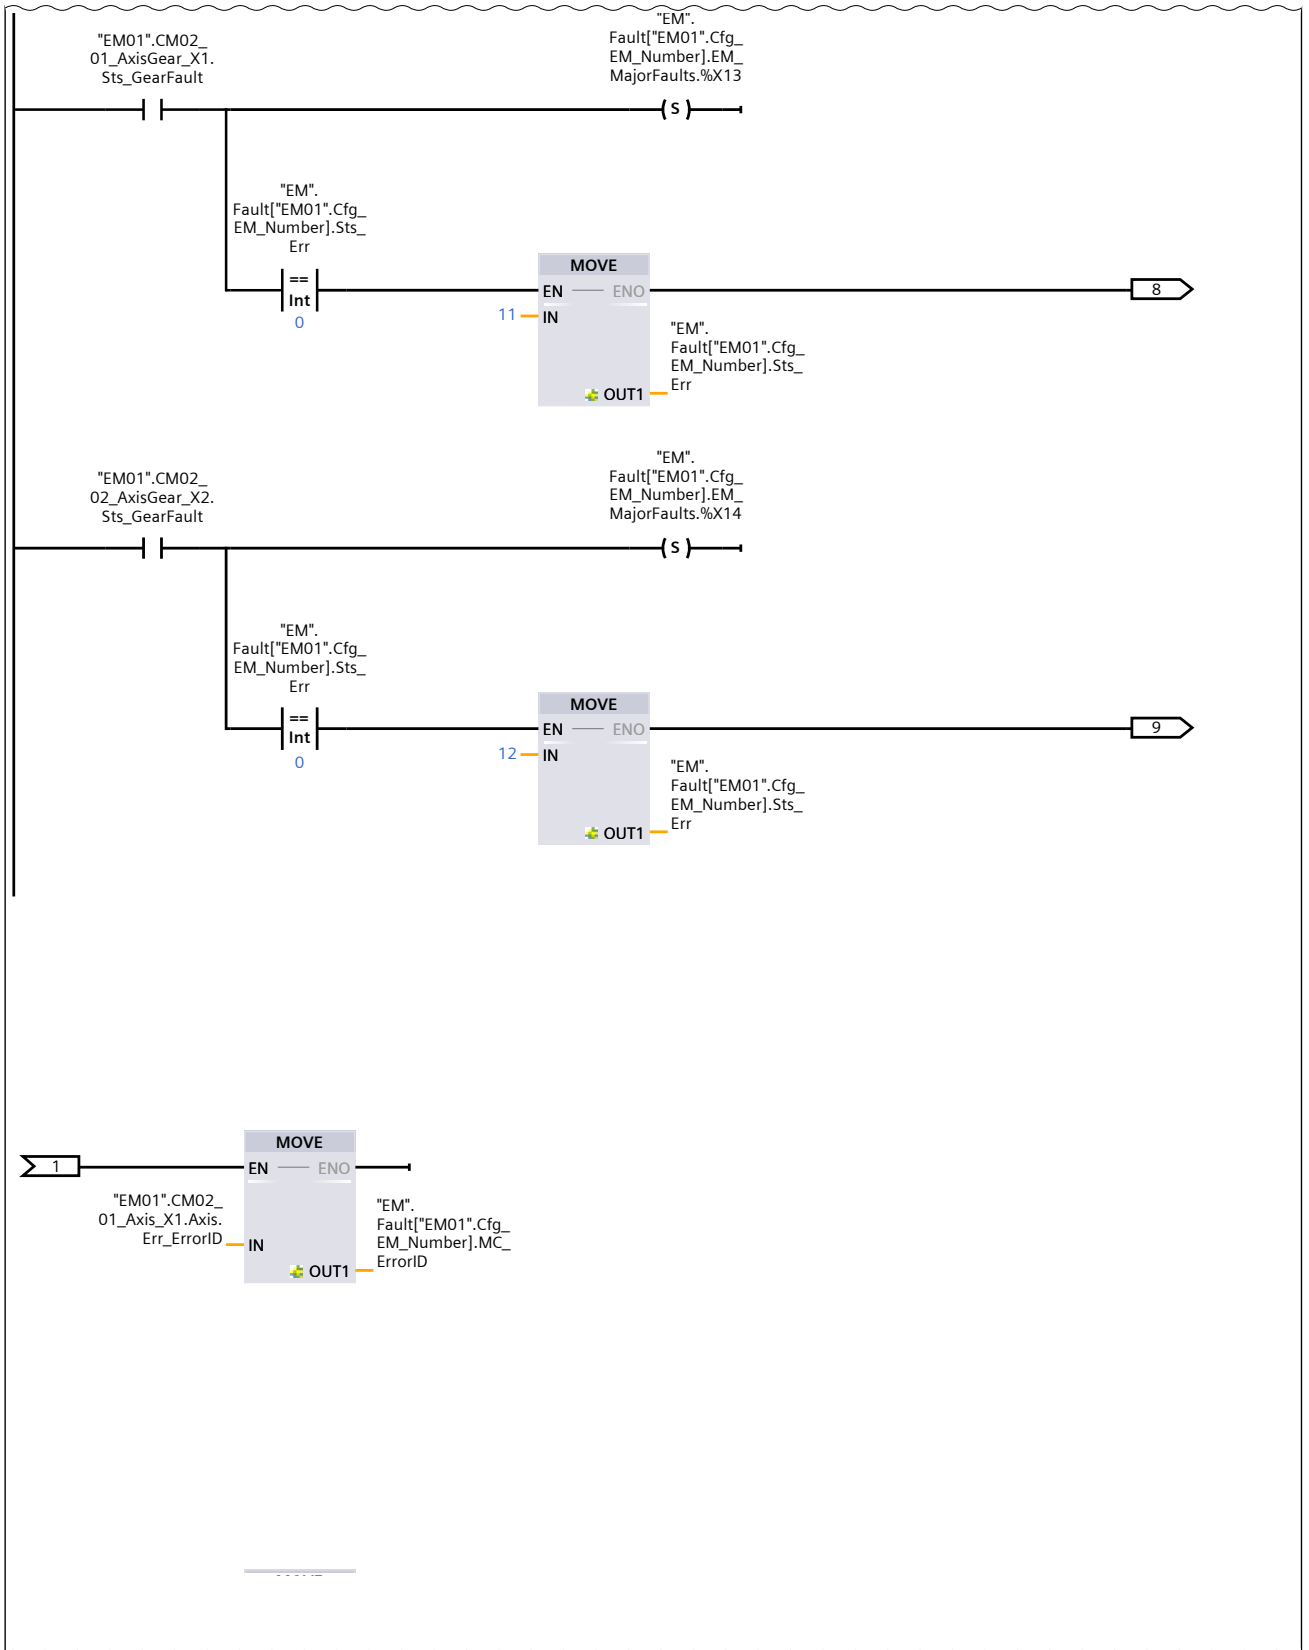 "EM01".CM02_
01_AxisGear_X1.
Sts_GearFault
"EM".
Fault["EM01".Cfg_
EM_Number].EM_
MajorFaults.%X13
S
"EM".
Fault["EM01".Cfg_
EM_Number].Sts_
Err
==
Int
0
MOVE
EN ENO
11 IN
OUT1
"EM".
Fault["EM01".Cfg_
EM_Number].Sts_
Err
8
"EM01".CM02_
02_AxisGear_X2.
Sts_GearFault
"EM".
Fault["EM01".Cfg_
EM_Number].EM_
MajorFaults.%X14
S
"EM".
Fault["EM01".Cfg_
EM_Number].Sts_
Err
==
Int
0
MOVE
EN ENO
12 IN
OUT1
"EM".
Fault["EM01".Cfg_
EM_Number].Sts_
Err
9
1
MOVE
EN ENO
"EM01".CM02_
01_Axis_X1.Axis.
Err_ErrorID
IN
OUT1
"EM".
Fault["EM01".Cfg_
EM_Number].MC_
ErrorID